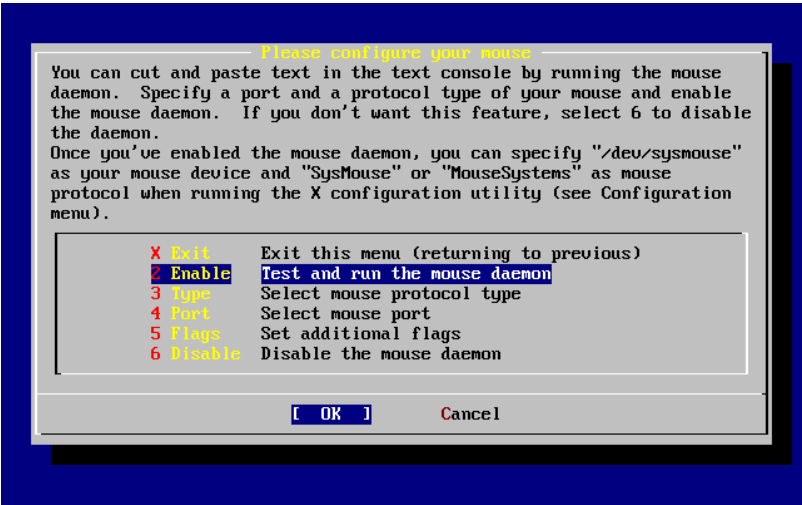 Please configure your mouse
You can cut and paste text in the text console by running the mouse
daemon.  Specify a port and a protocol type of your mouse and enable
the mouse daemon.  If you don't want this feature, select 6 to disable
the daemon.
Once you've enabled the mouse daemon, you can specify "/dev/sysmouse"
as your mouse device and "SysMouse" or "MouseSystems" as mouse
protocol when running the X configuration utility (see Configuration
menu).
X Exit     Exit this menu (returning to previous)
2 Enable   Test and run the mouse daemon
3 Type     Select mouse protocol type
4 Port     Select mouse port
5 Flags    Set additional flags
6 Disable  Disable the mouse daemon
[  OK  ]       Cancel